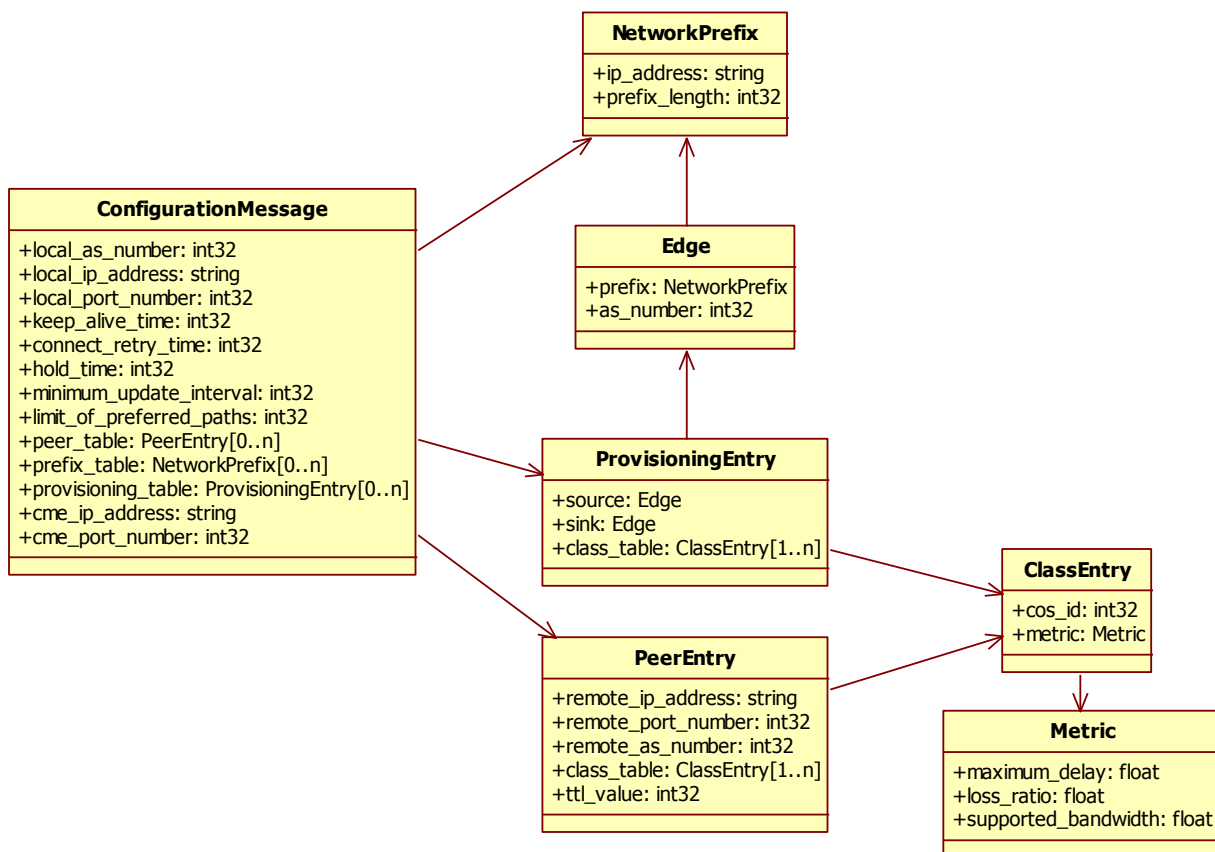 NetworkPrefix
+ip_address: string
+prefix_length: int32
ConfigurationMessage
+local_as_number: int32
+local_ip_address: string
+local_port_number: int32
+keep_alive_time: int32
+connect_retry_time: int32
+hold_time: int32
+minimum_update_interval: int32
+limit_of_preferred_paths: int32
+peer_table: PeerEntry[0..n]
+prefix_table: NetworkPrefix[0..n]
+provisioning_table: ProvisioningEntry[0..n]
+cme_ip_address: string
+cme_port_number: int32
Edge
+prefix: NetworkPrefix
+as_number: int32
ProvisioningEntry
+source: Edge
+sink: Edge
+class_table: ClassEntry[1..n]
ClassEntry
+cos_id: int32
+metric: Metric
PeerEntry
+remote_ip_address: string
+remote_port_number: int32
+remote_as_number: int32
+class_table: ClassEntry[1..n]
+ttl_value: int32
Metric
+maximum_delay: float
+loss_ratio: float
+supported_bandwidth: float